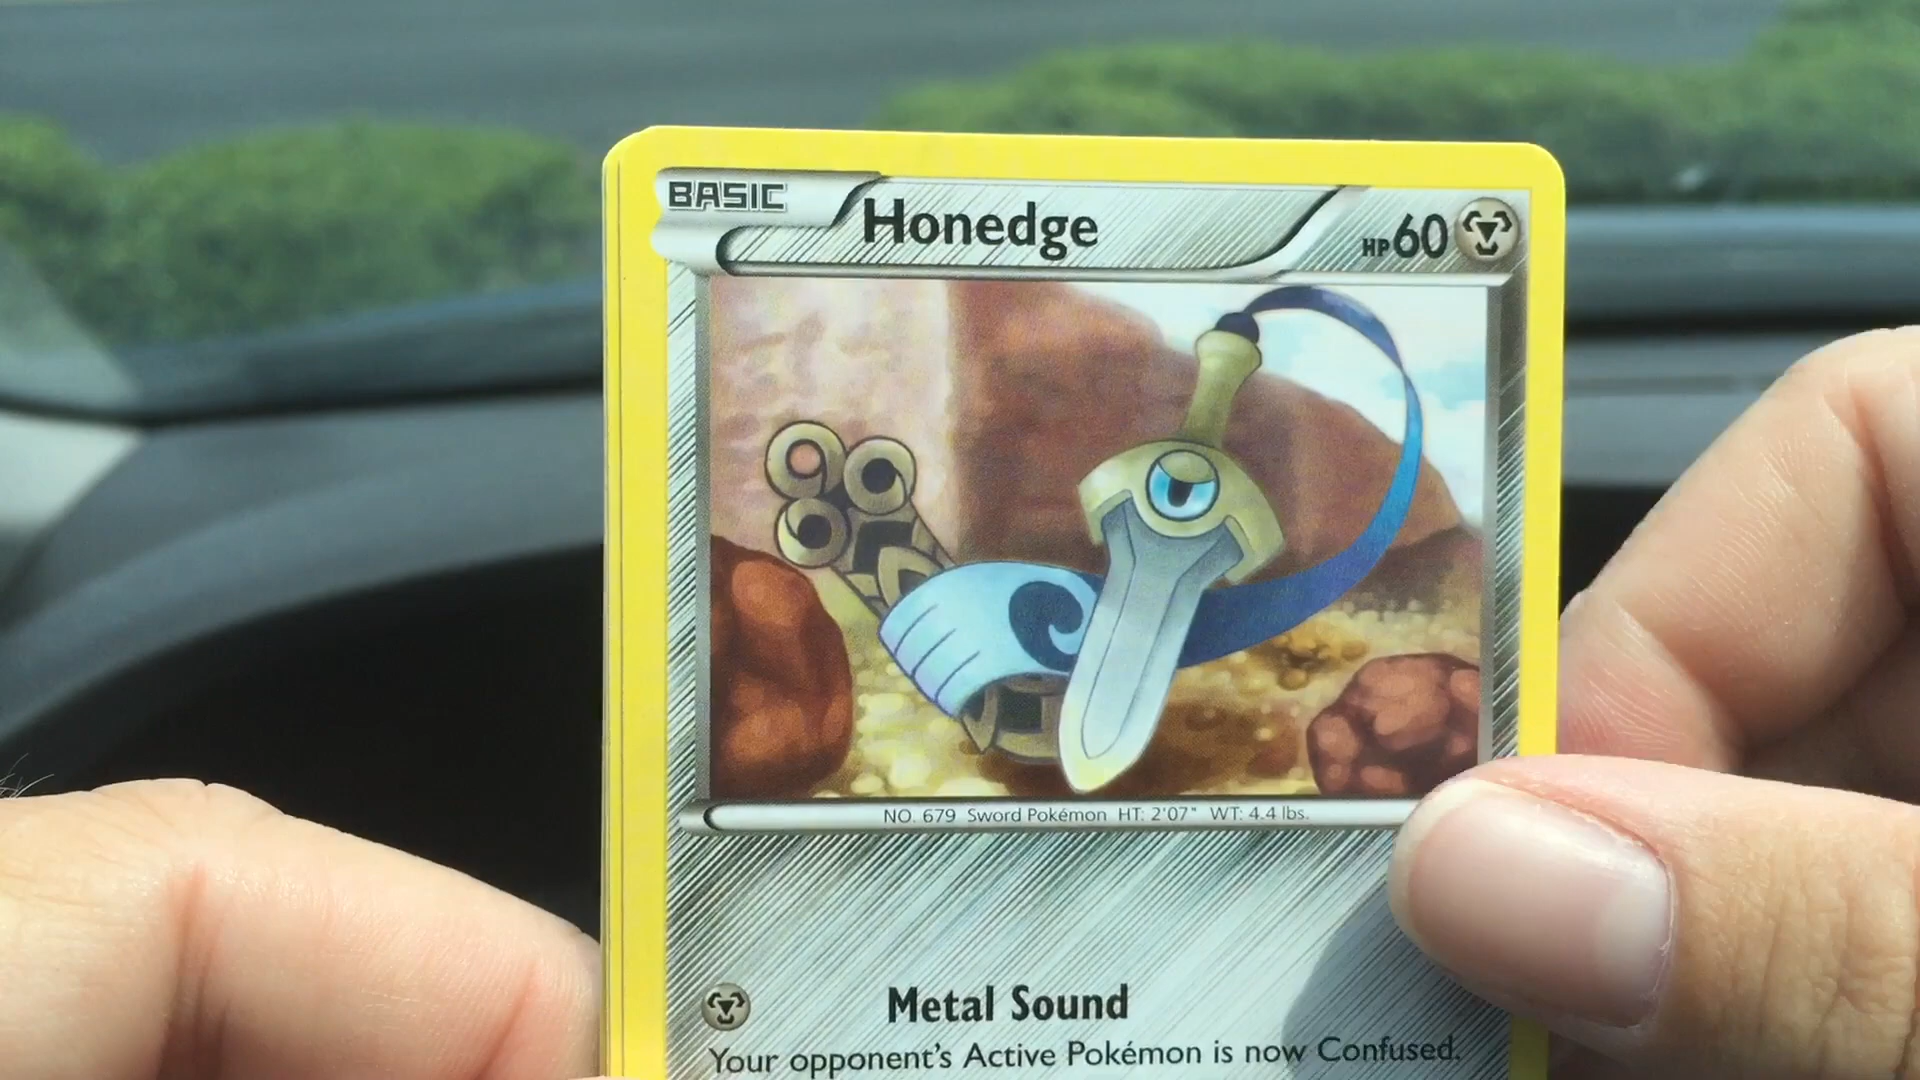 BASIC
Honedge
HP60
NO. 679 Sword Pokémon HT: 2'07" WT: 4.4 lbs.
Metal Sound
Your opponent's Active Pokémon is now Confused.